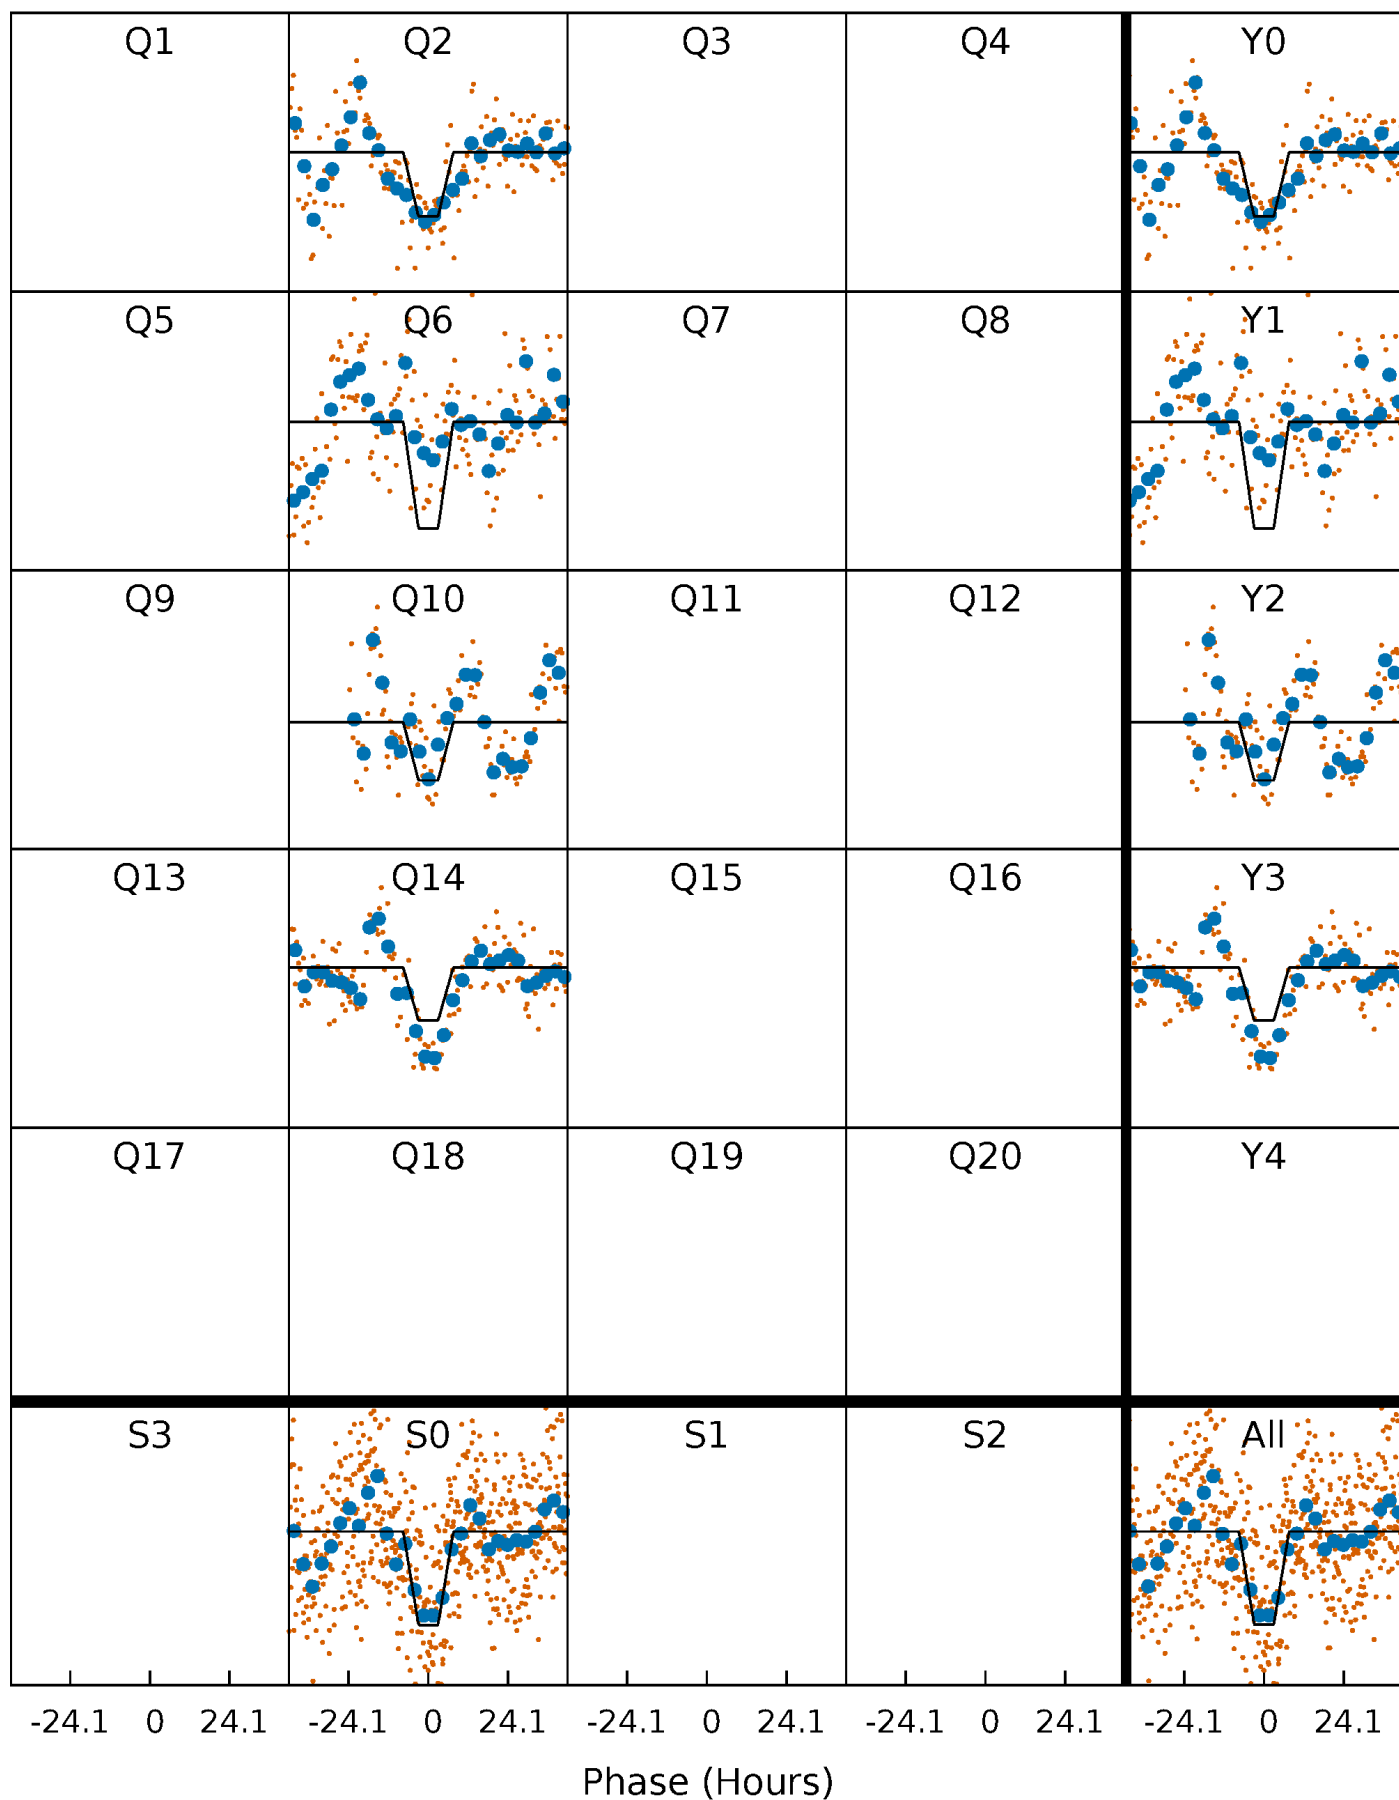 Q1 Q2 Q3 Q4 Y0
Q5 Q6 Q7 Q8 Y1
Q9 Q10 Q11 Q12 Y2
Q13 Q14 Q15 Q16 Y3
Q17 Q18 Q19 Q20 Y4
S3 S0 S1 S2 All
-24.1 0 24.1 -24.1 0 24.1 -24.1 0 24.1 -24.1 0 24.1 -24.1 0 24.1
Phase (Hours)